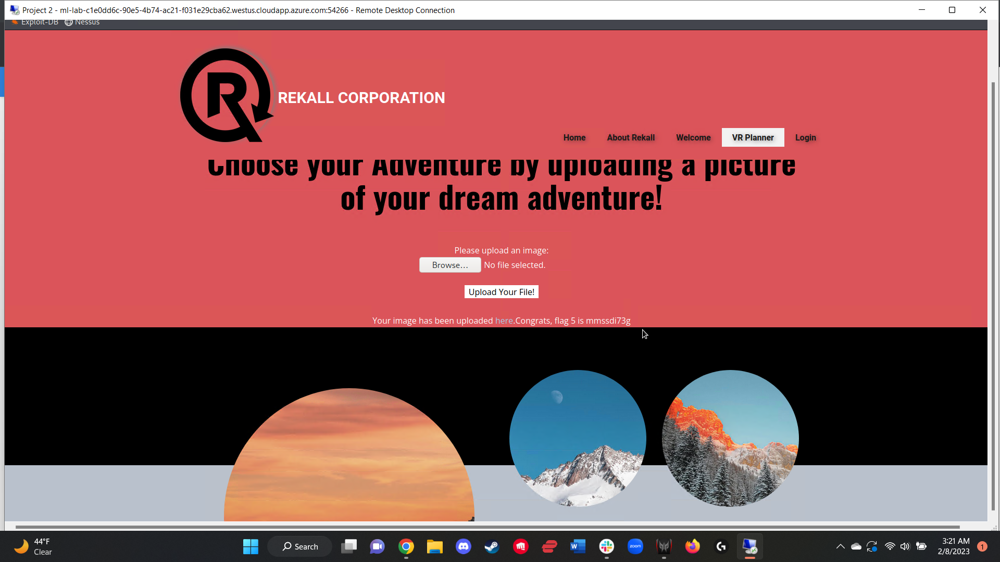 Project 2 - ml-lab-c1e0dd6c-90e5-4b74-ac21-f031e29cba62.westus.cloudapp.azure.com:54266 - Remote Desktop Connection
Exploit-DB Nessus
R
REKALL CORPORATION
Home About Rekall Welcome VR Planner Login
Choose your Adventure by uploading a picture
of your dream adventure!
Please upload an image:
Browse... No file selected.
Upload Your File!
Your image has been uploaded here.Congrats, flag 5 is mmssdi73g
44°F
Clear
Search
W
zoom
G
3:21 AM
2/8/2023
1